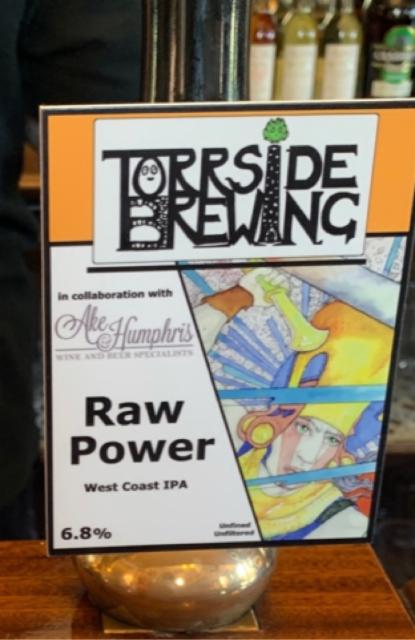 TORRSIDE
BREWING
in collaboration with
Ake & Humphris
WINE AND BEER SPECIALISTS
Raw
Power
West Coast IPA
6.8%
Unfined
Unfiltered